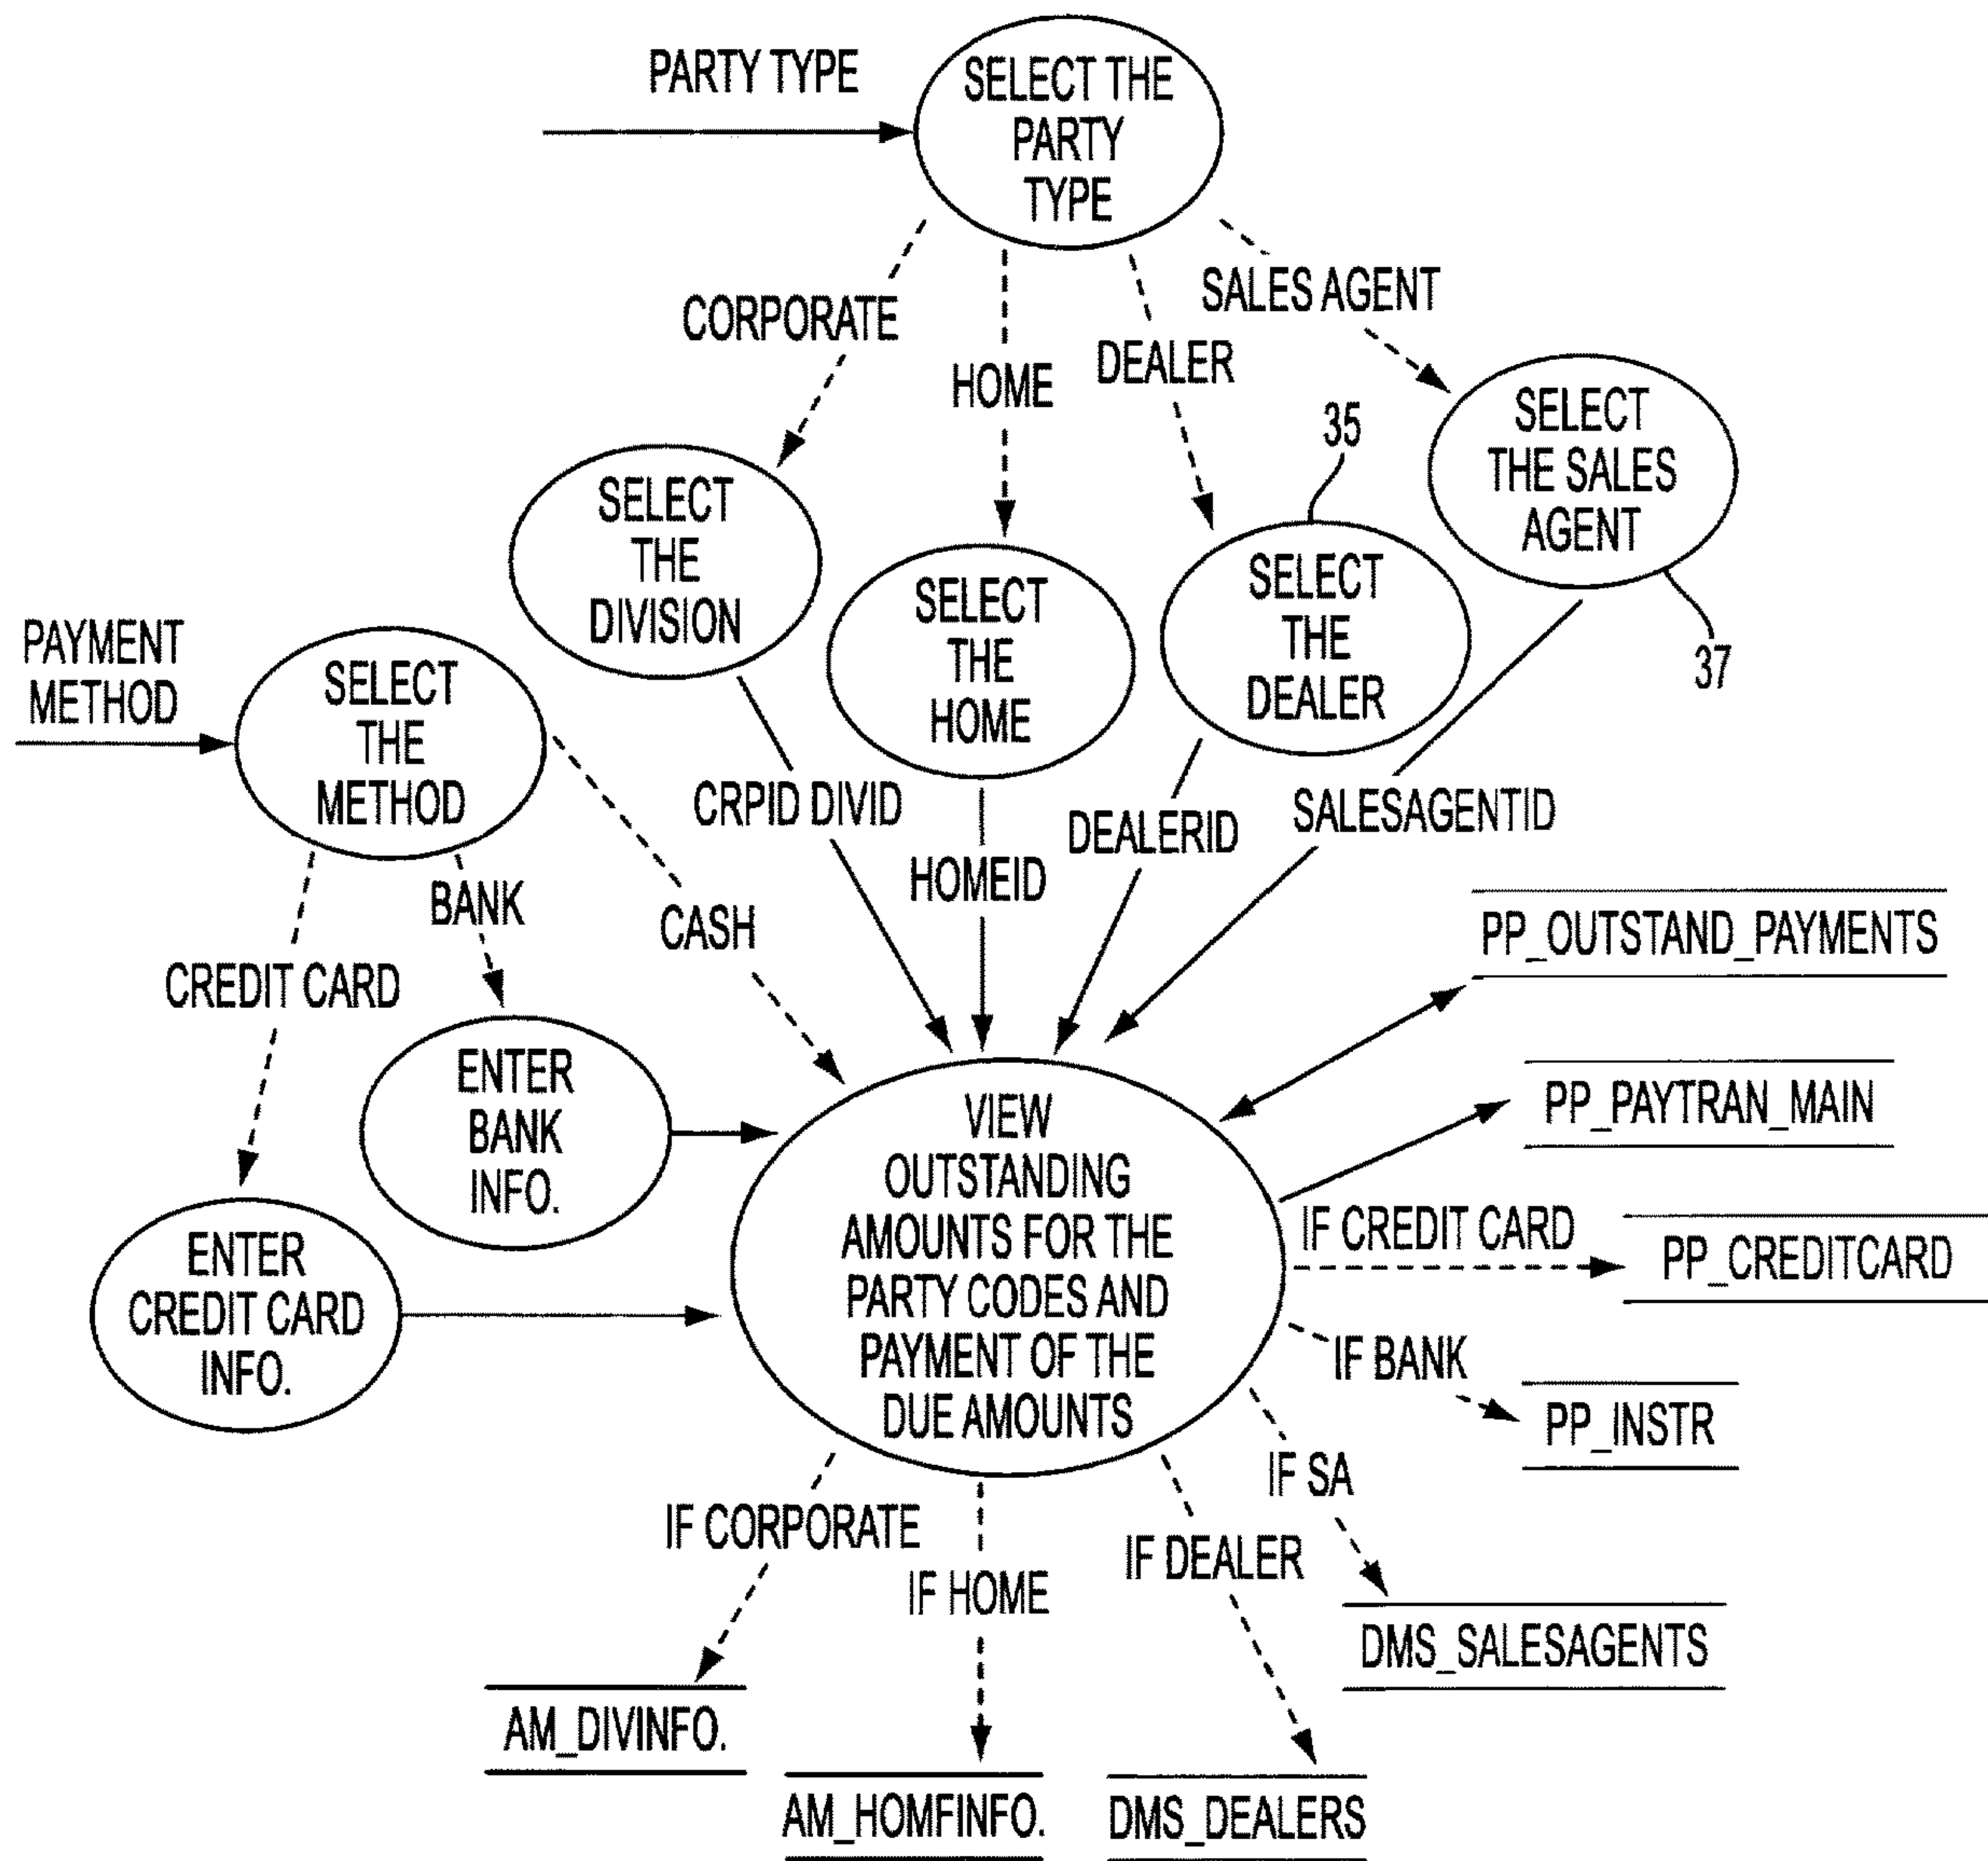 PARTY TYPE
SELECT THE
PARTY
TYPE
CORPORATE
HOME
DEALER
SALES AGENT
SELECT
THE
DIVISION
SELECT
THE
HOME
35
SELECT
THE
DEALER
SELECT
THE SALES
AGENT
37
PAYMENT
METHOD
SELECT
THE
METHOD
CRPID DIVID
HOMEID
DEALERID
SALESAGENTID
CREDIT CARD
BANK
CASH
ENTER
BANK
INFO.
ENTER
CREDIT CARD
INFO.
VIEW
OUTSTANDING
AMOUNTS FOR THE
PARTY CODES AND
PAYMENT OF THE
DUE AMOUNTS
PP_OUTSTAND_PAYMENTS
PP_PAYTRAN_MAIN
IF CREDIT CARD
PP_CREDITCARD
IF BANK
PP_INSTR
IF SA
DMS_SALESAGENTS
IF DEALER
DMS_DEALERS
IF HOME
AM_HOMFINFO.
IF CORPORATE
AM_DIVINFO.